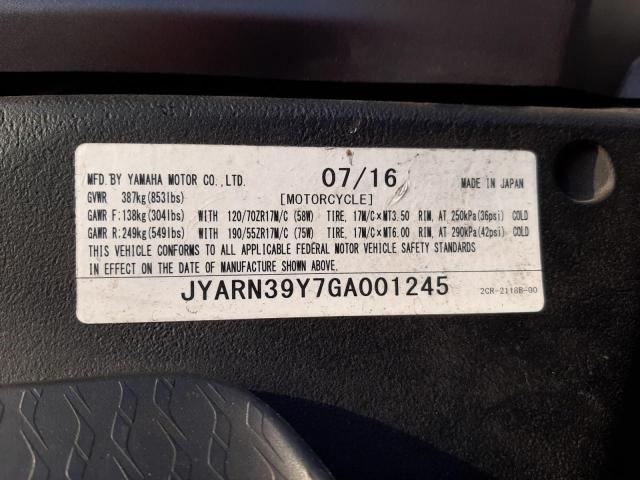 MFD.BY YAMAHA MOTOR CO.,LTD. 07/16 MADE IN JAPAN
GVWR 387kg(853lbs) [MOTORCYCLE]
GAWR F:138kg(304lbs) WITH 120/70ZR17M/C (58W) TIRE, 17M/C×MT3.50 RIM, AT 250kPa(36psi) COLD
GAWR R:249kg(549lbs) WITH 190/55ZR17M/C (75W) TIRE, 17M/C×MT6.00 RIM, AT 290kPa(42psi) COLD
THIS VEHICLE CONFORMS TO ALL APPLICABLE FEDERAL MOTOR VEHICLE SAFETY STANDARDS
IN EFFECT ON THE DATE OF MANUFACTURE SHOWN ABOVE.
JYARN39Y7GA001245 2CR-2118B-00